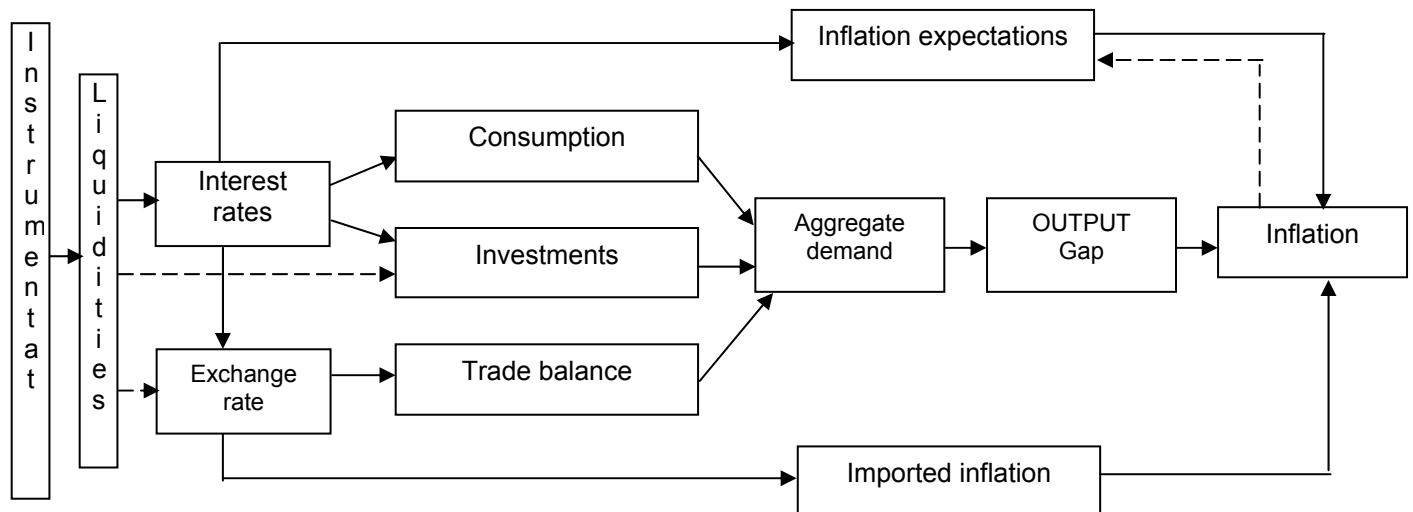 Instrumentat
Liquidities
Interest
rates
Exchange
rate
Inflation expectations
Consumption
Investments
Trade balance
Imported inflation
Aggregate
demand
OUTPUT
Gap
Inflation